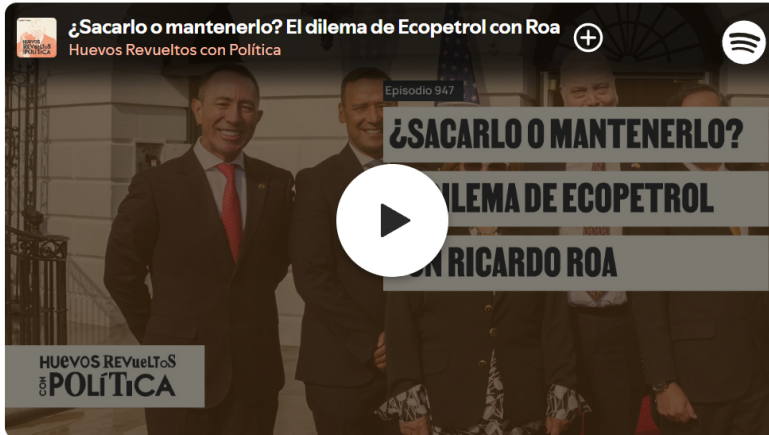 ¿Sacarlo o mantenerlo? El dilema de Ecopetrol con Roa
Huevos Revueltos con Política
Episodio 947
¿SACARLO O MANTENERLO?
DILEMA DE ECOPETROL
RICARDO ROA
HUevOS RevUeLToS
CON POLíTiCA